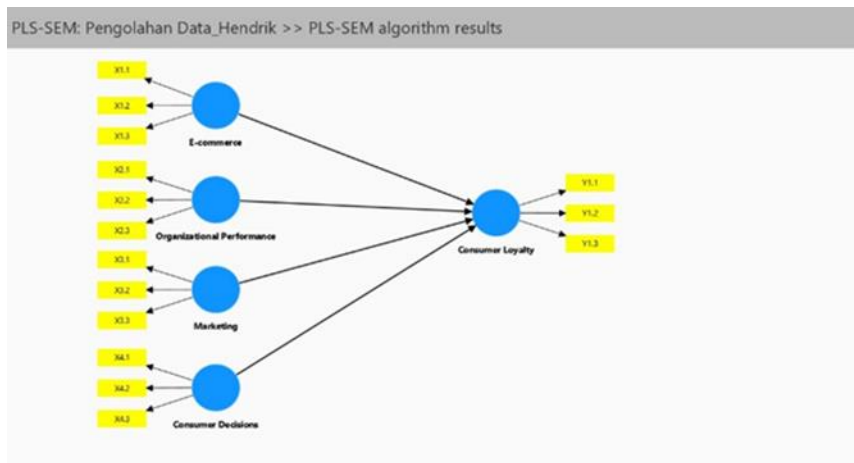 PLS-SEM: Pengolahan Data_Hendrik >> PLS-SEM algorithm results
X1.1
X1.2
X1.3
E-commerce
X2.1
X2.2
X2.3
Organizational Performance
X3.1
X3.2
X3.3
Marketing
X4.1
X4.2
X4.3
Consumer Decisions
Y1.1
Y1.2
Y1.3
Consumer Loyalty